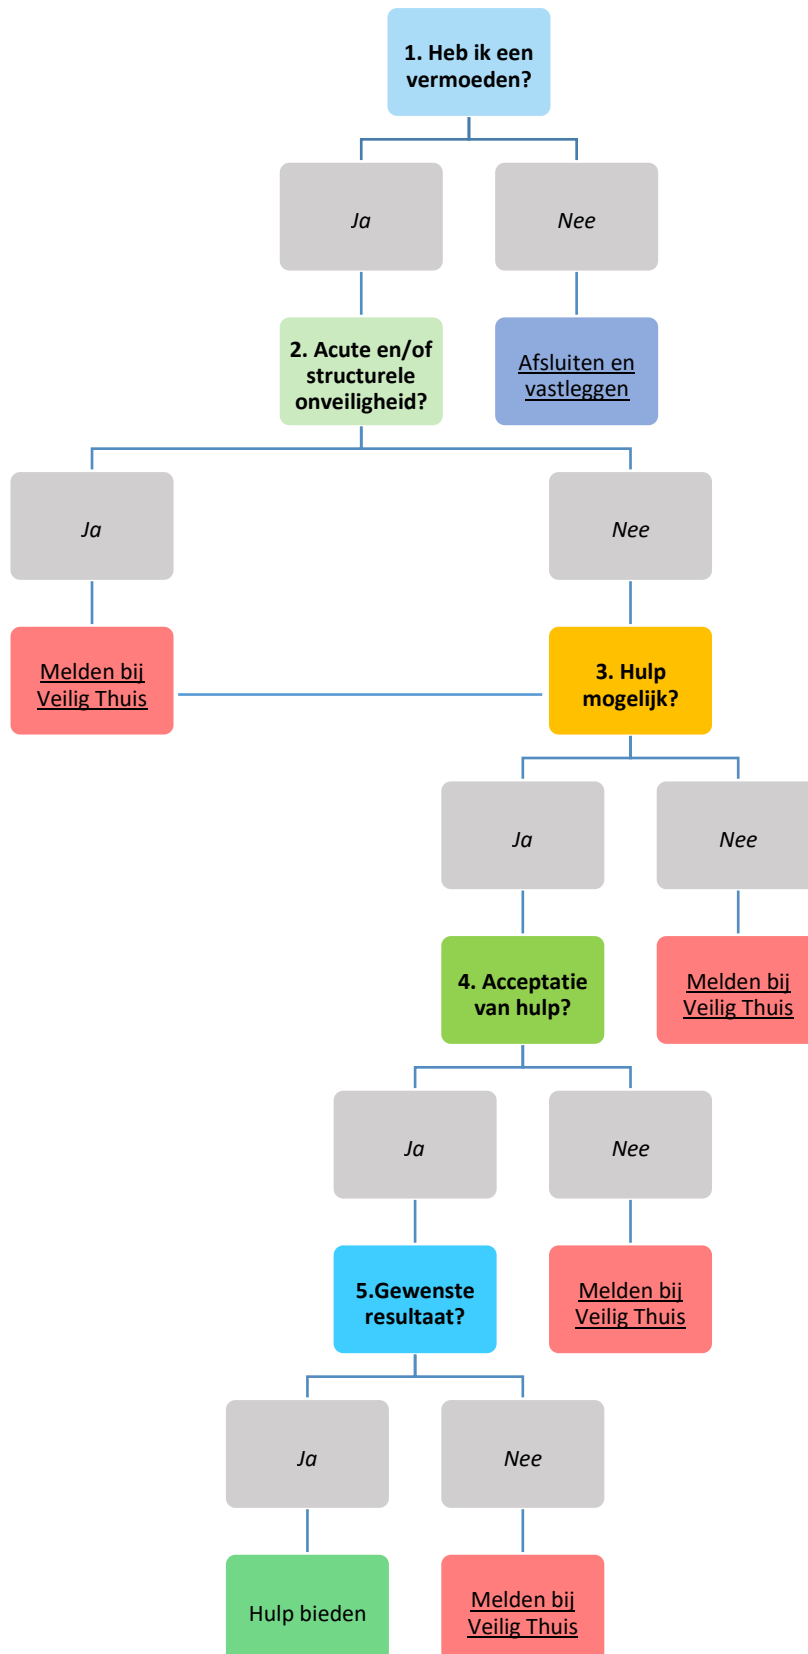 1. Heb ik een
vermoeden?
Ja
Nee
2. Acute en/of
structurele
onveiligheid?
Afsluiten en
vastleggen
Ja
Nee
Melden bij
Veilig Thuis
3. Hulp
mogelijk?
Ja
Nee
4. Acceptatie
van hulp?
Melden bij
Veilig Thuis
Ja
Nee
5.Gewenste
resultaat?
Melden bij
Veilig Thuis
Ja
Nee
Hulp bieden
Melden bij
Veilig Thuis